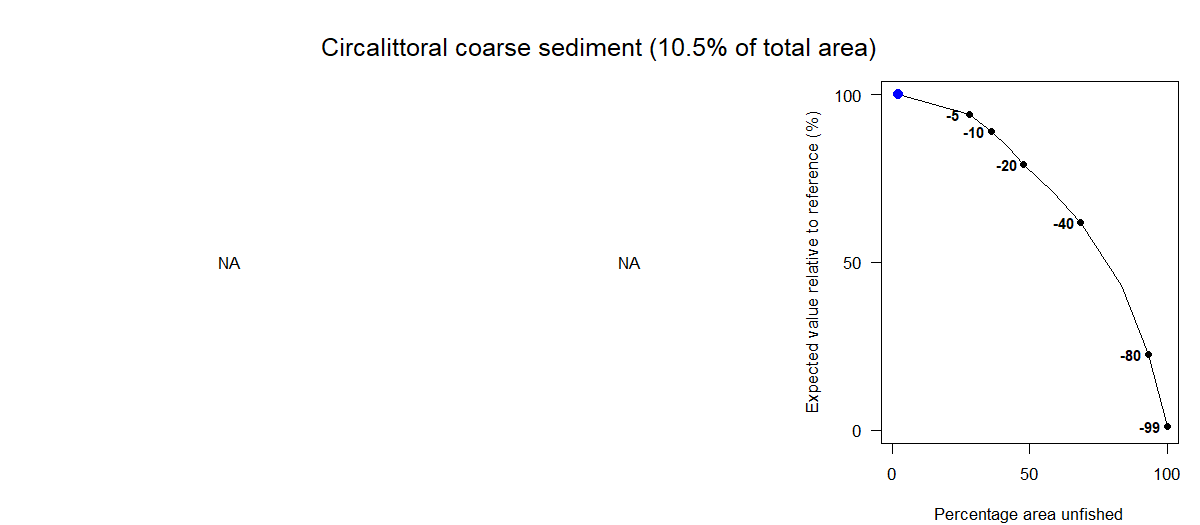 Circalittoral coarse sediment (10.5% of total area)
NA
NA
Expected value relative to reference (%)
100
50
0
-5
-10
-20
-40
-80
-99
0 50 100
Percentage area unfished